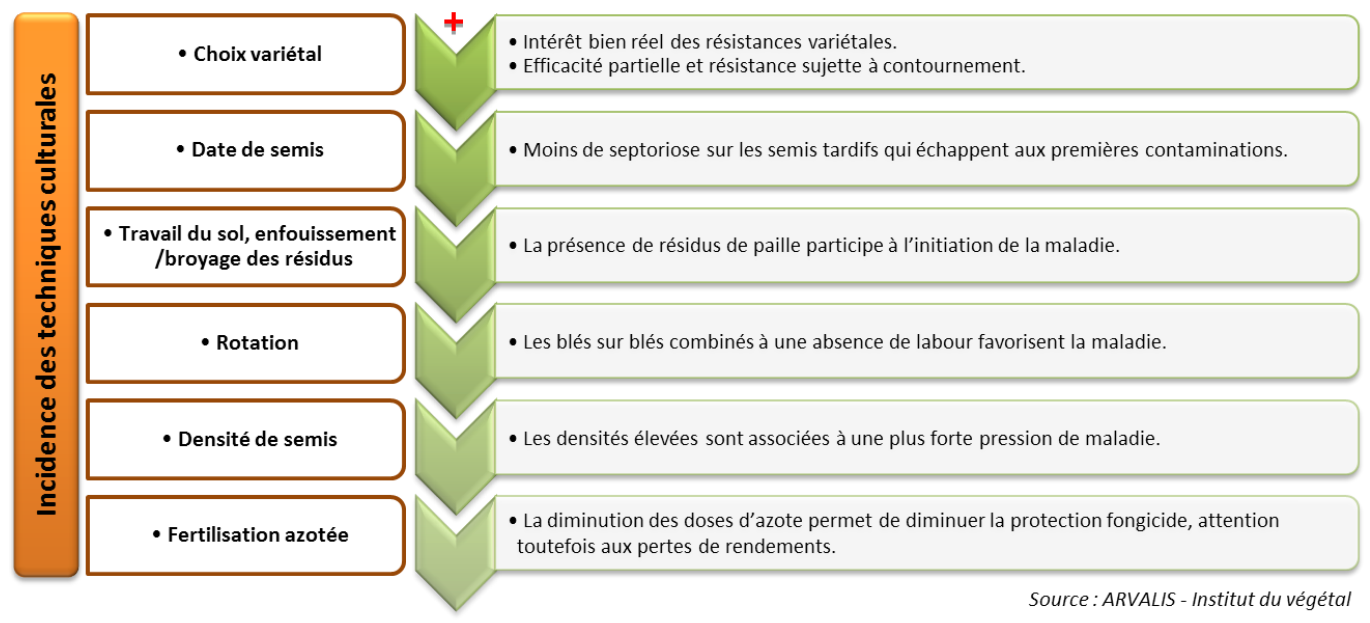 Incidence des techniques culturales
• Choix variétal
+
• Intérêt bien réel des résistances variétales.
• Efficacité partielle et résistance sujette à contournement.
• Date de semis
• Moins de septoriose sur les semis tardifs qui échappent aux premières contaminations.
• Travail du sol, enfouissement
/broyage des résidus
• La présence de résidus de paille participe à l'initiation de la maladie.
• Rotation
• Les blés sur blés combinés à une absence de labour favorisent la maladie.
• Densité de semis
• Les densités élevées sont associées à une plus forte pression de maladie.
• Fertilisation azotée
• La diminution des doses d'azote permet de diminuer la protection fongicide, attention
toutefois aux pertes de rendements.
Source : ARVALIS - Institut du végétal